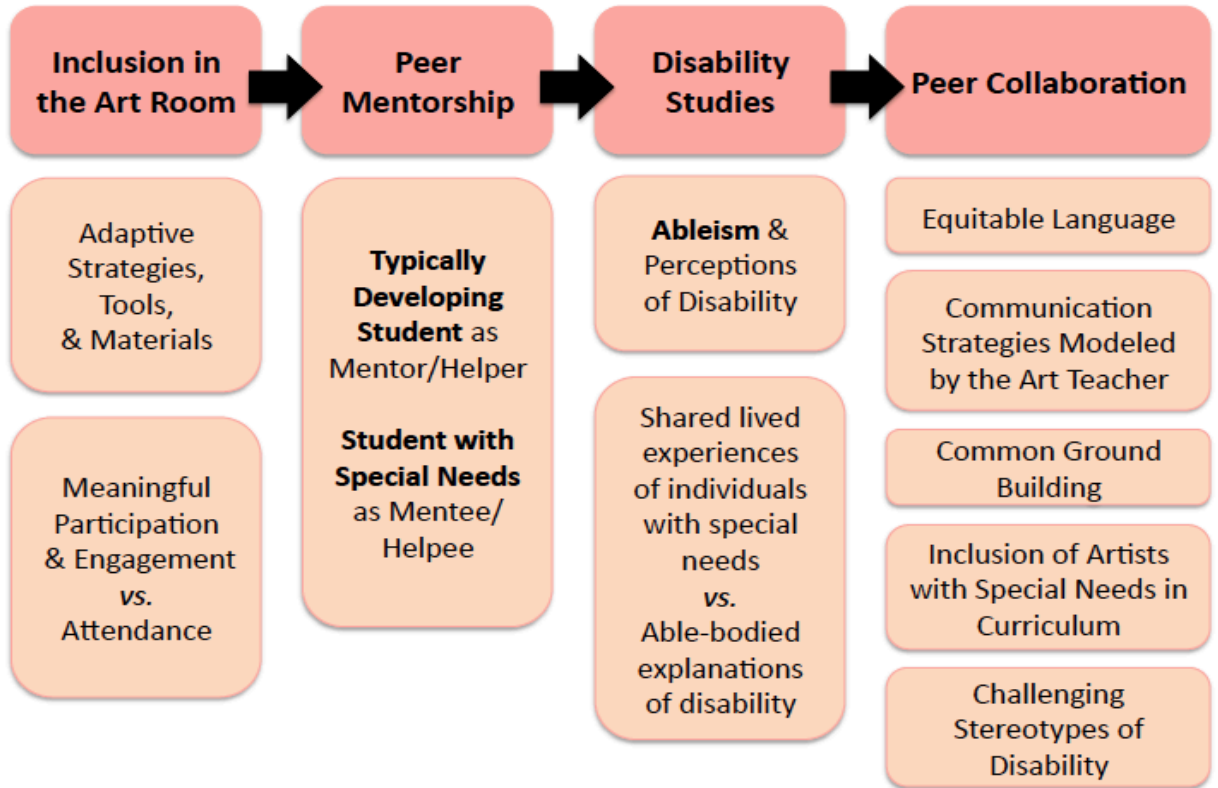 Inclusion in
the Art Room
Peer
Mentorship
Disability
Studies
Peer Collaboration
Adaptive
Strategies,
Tools,
& Materials
Meaningful
Participation
& Engagement
vs.
Attendance
Typically
Developing
Student as
Mentor/Helper
Student with
Special Needs
as Mentee/
Helpee
Ableism &
Perceptions
of Disability
Shared lived
experiences
of individuals
with special
needs
vs.
Able-bodied
explanations
of disability
Equitable Language
Communication
Strategies Modeled
by the Art Teacher
Common Ground
Building
Inclusion of Artists
with Special Needs in
Curriculum
Challenging
Stereotypes of
Disability